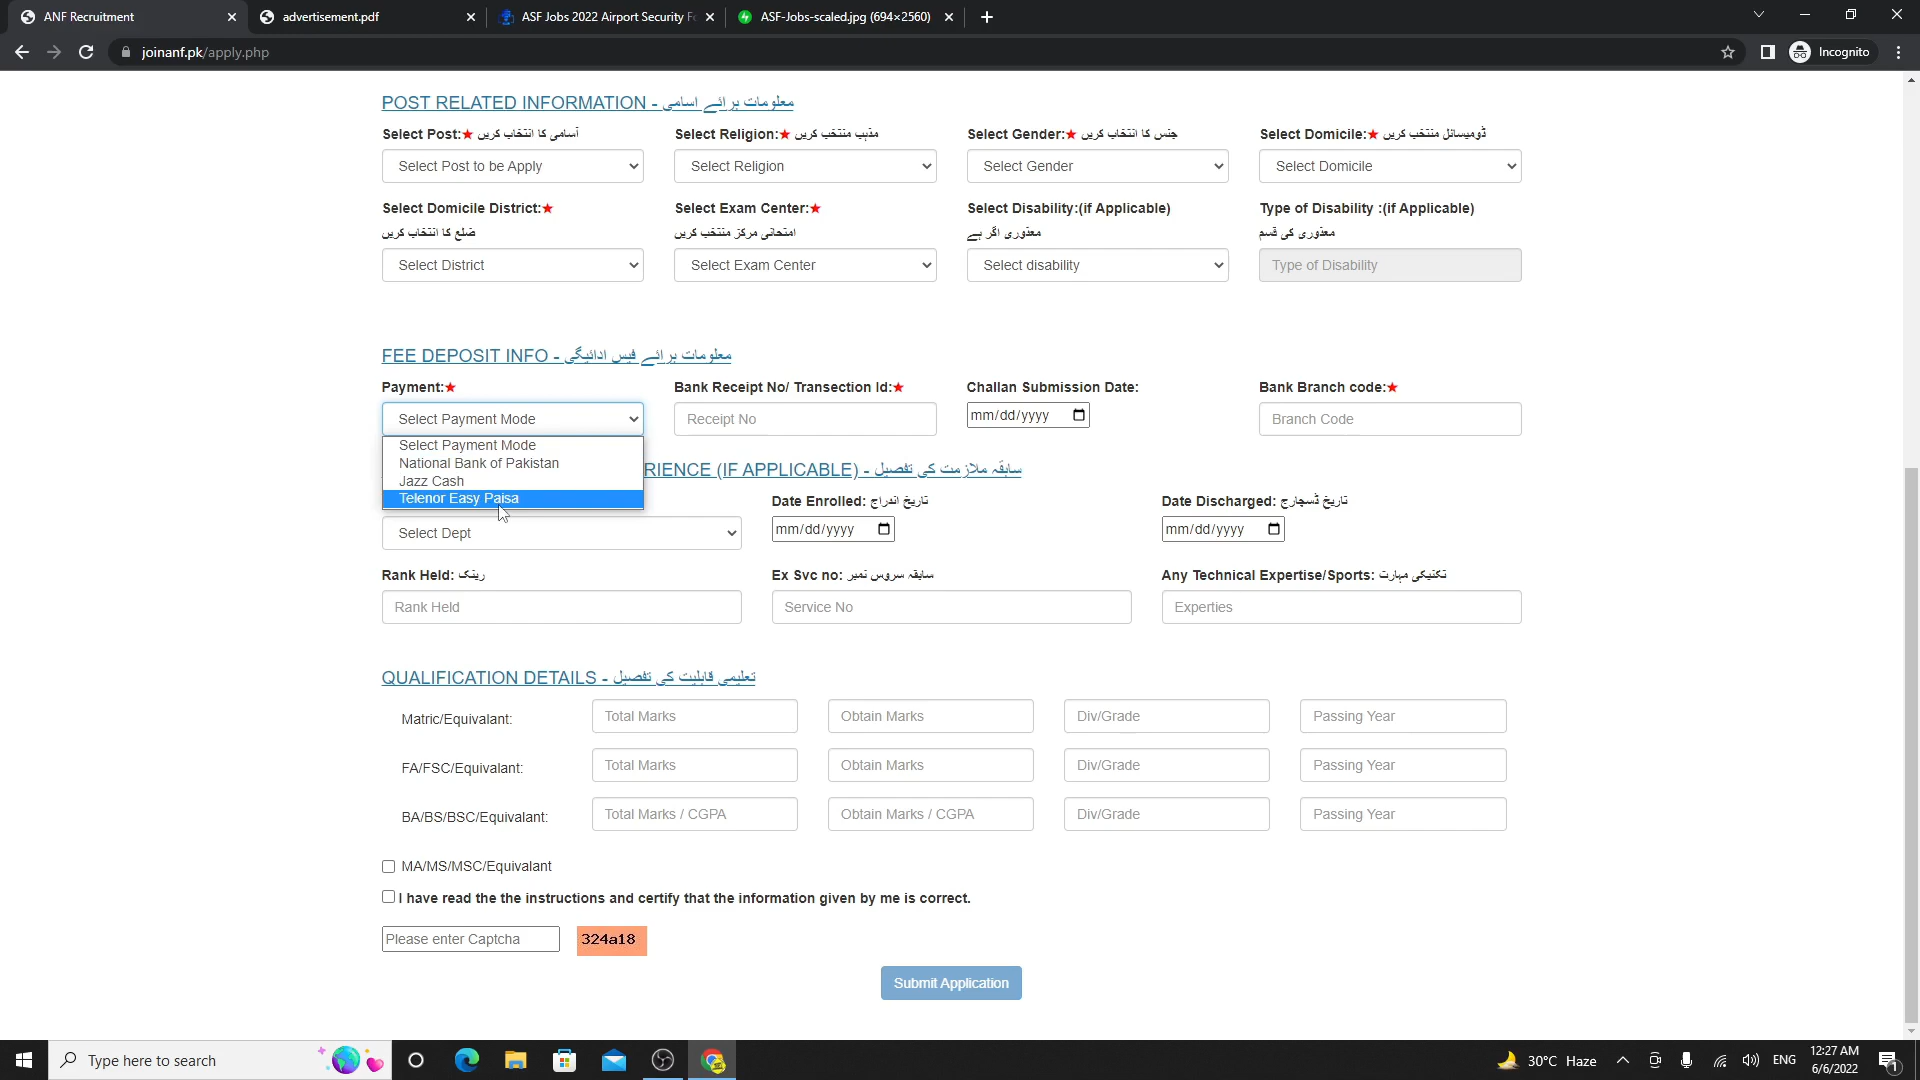 ANF Recruitment
advertisement.pdf
ASF Jobs 2022 Airport Security Fo
ASF-Jobs-scaled.jpg (694×2560)
joinanf.pk/apply.php
Incognito
POST RELATED INFORMATION - معلومات برائے اسامی
Select Post:★ آسامی کا انتخاب کریں
Select Religion:★ مذہب منتخب کریں
Select Gender:★ جنس کا انتخاب کریں
Select Domicile:★ ڈومیسائل منتخب کریں
Select Post to be Apply
Select Religion
Select Gender
Select Domicile
Select Domicile District:★
Select Exam Center:★
Select Disability:(if Applicable)
Type of Disability :(if Applicable)
ضلع کا انتخاب کریں
امتحانی مرکز منتخب کریں
معذوری اگر ہے
معذوری کی قسم
Select District
Select Exam Center
Select disability
Type of Disability
FEE DEPOSIT INFO - معلومات برائے فیس ادائیگی
Payment:★
Bank Receipt No/ Transection Id:★
Challan Submission Date:
Bank Branch code:★
Select Payment Mode
Receipt No
mm/dd/yyyy
Branch Code
Select Payment Mode
National Bank of Pakistan
Jazz Cash
Telenor Easy Paisa
RIENCE (IF APPLICABLE) - سابقہ ملازمت کی تفصیل
Date Enrolled: تاریخ اندراج
Date Discharged: تاریخ ڈسچارج
Select Dept
mm/dd/yyyy
mm/dd/yyyy
Rank Held: رینک
Ex Svc no: سابقہ سروس نمبر
Any Technical Expertise/Sports: تکنیکی مہارت
Rank Held
Service No
Experties
QUALIFICATION DETAILS - تعلیمی قابلیت کی تفصیل
Matric/Equivalant:
Total Marks
Obtain Marks
Div/Grade
Passing Year
FA/FSC/Equivalant:
Total Marks
Obtain Marks
Div/Grade
Passing Year
BA/BS/BSC/Equivalant:
Total Marks / CGPA
Obtain Marks / CGPA
Div/Grade
Passing Year
MA/MS/MSC/Equivalant
I have read the the instructions and certify that the information given by me is correct.
Please enter Captcha
324a18
Submit Application
Type here to search
30°C Haze
ENG
12:27 AM
6/6/2022
1